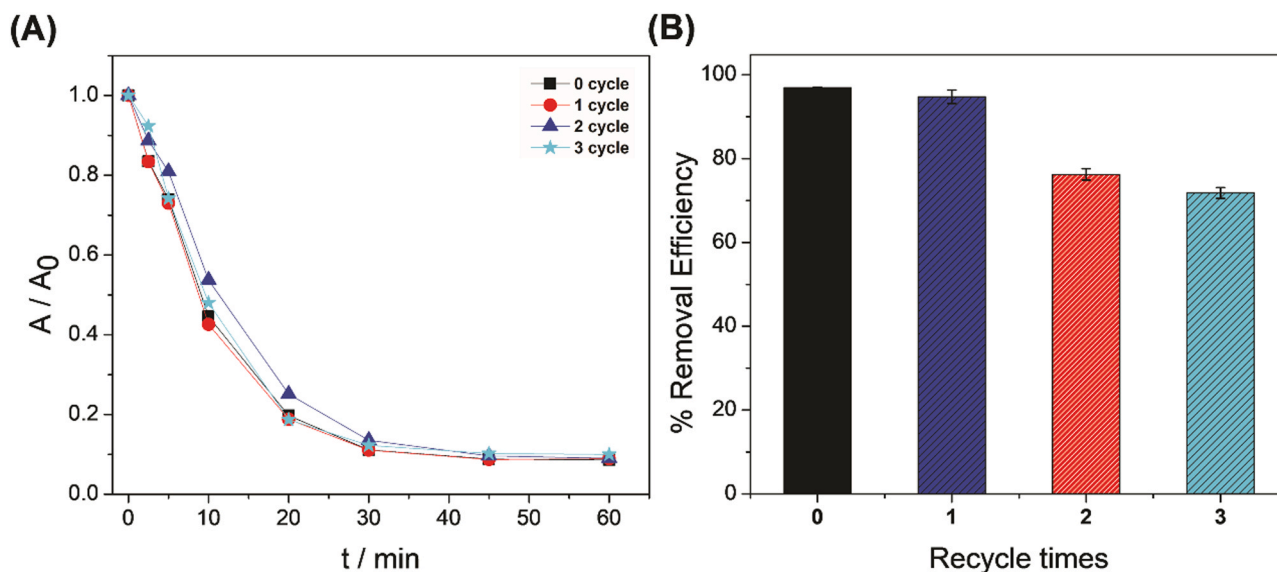 (A)
A / A0
1.0
0.8
0.6
0.4
0.2
0.0
0 cycle
1 cycle
2 cycle
3 cycle
0 10 20 30 40 50 60
t / min
(B)
% Removal Efficiency
100
80
60
40
20
0
0 1 2 3
Recycle times